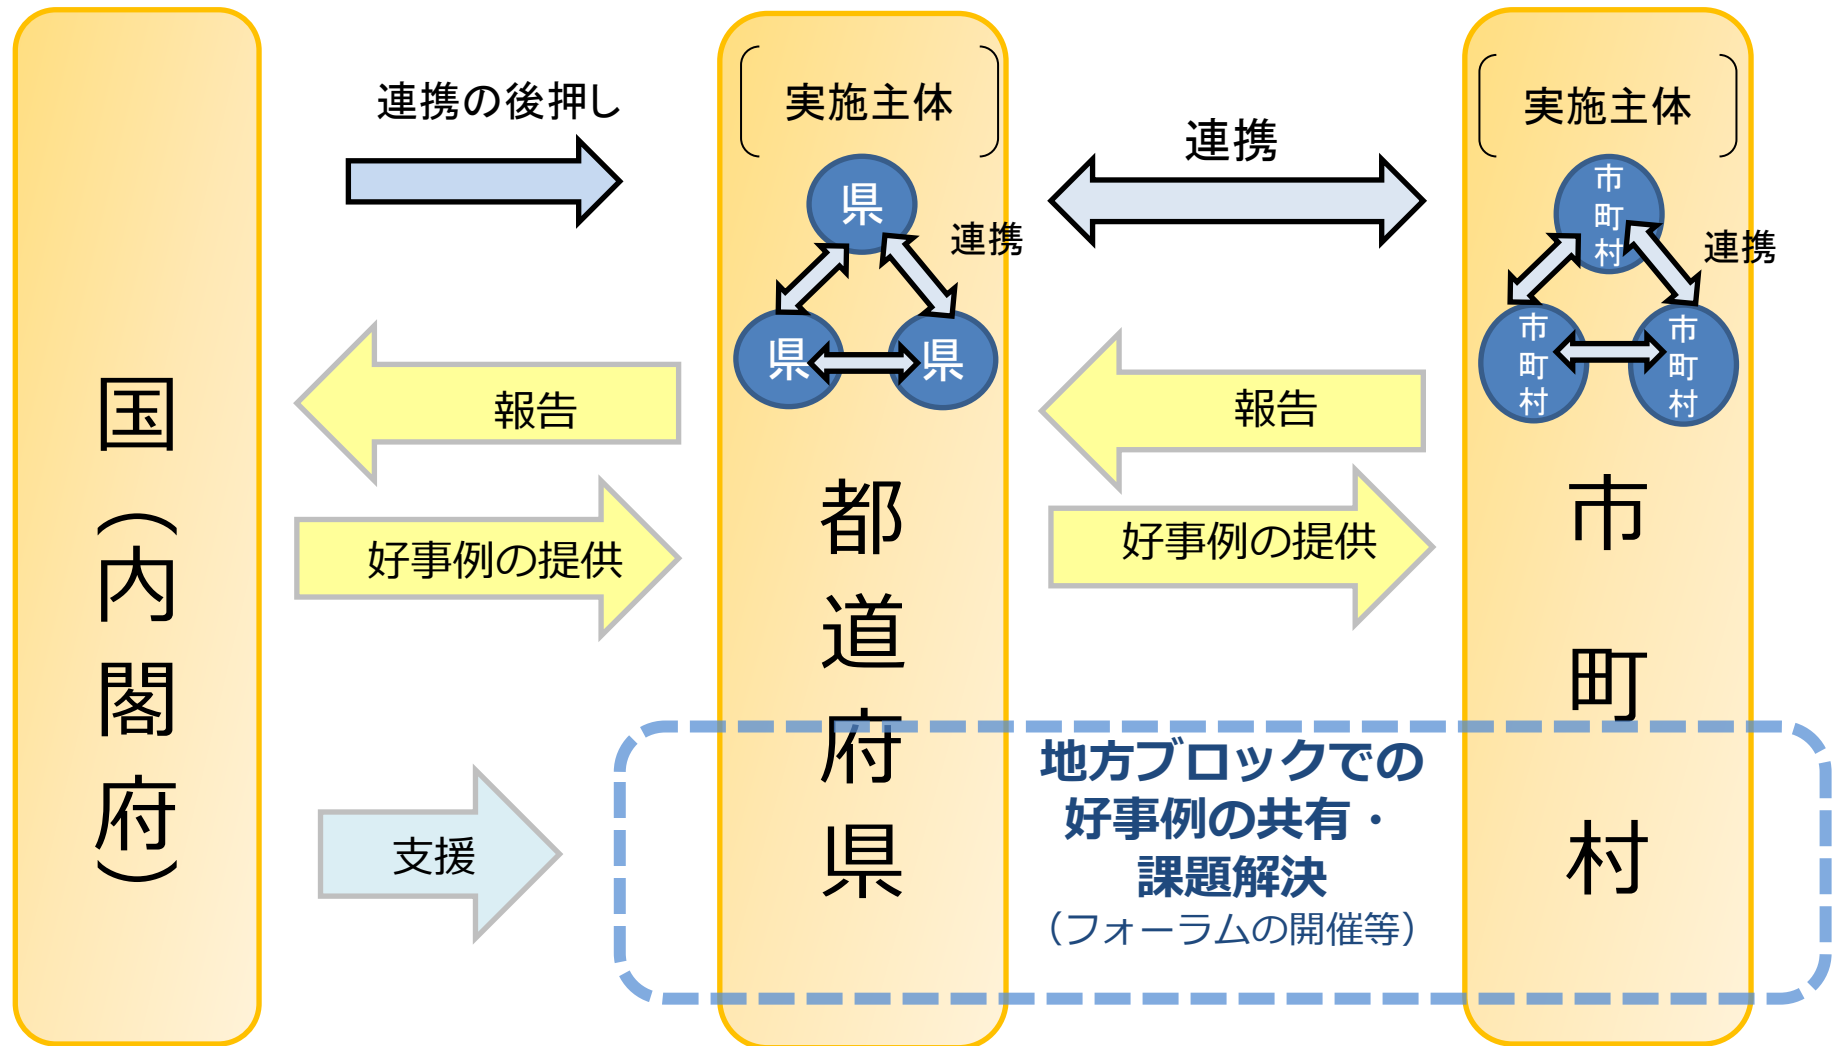 国（内閣府）
連携の後押し
報告
好事例の提供
支援
実施主体
県
連携
県
県
都道府県
連携
報告
好事例の提供
地方ブロックでの
好事例の共有・
課題解決
（フォーラムの開催等）
実施主体
市町村
連携
市町村
市町村
市町村